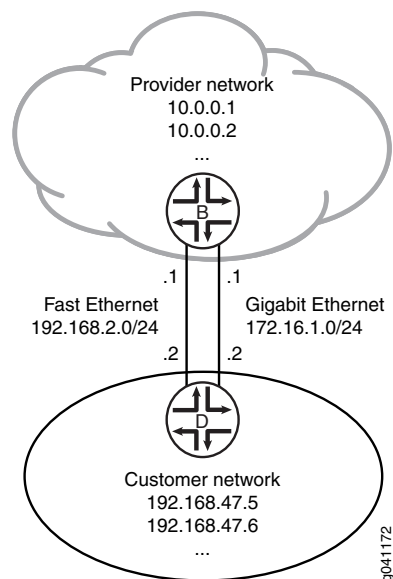 Provider network
10.0.0.1
10.0.0.2
...
B
.1 .1
Fast Ethernet
192.168.2.0/24
Gigabit Ethernet
172.16.1.0/24
.2 .2
D
Customer network
192.168.47.5
192.168.47.6
...
g041172